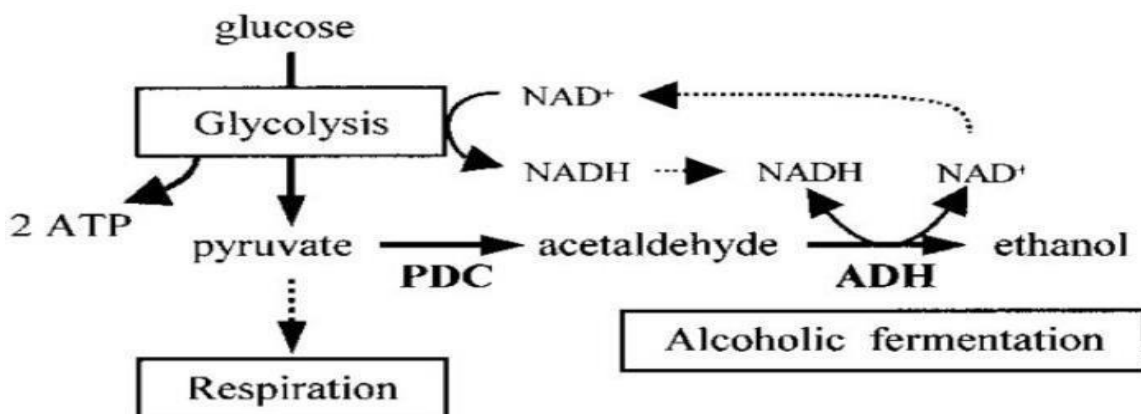 glucose
Glycolysis
NAD⁺
NADH
NADH
NAD⁺
2 ATP
pyruvate
acetaldehyde
ethanol
PDC
ADH
Alcoholic fermentation
Respiration